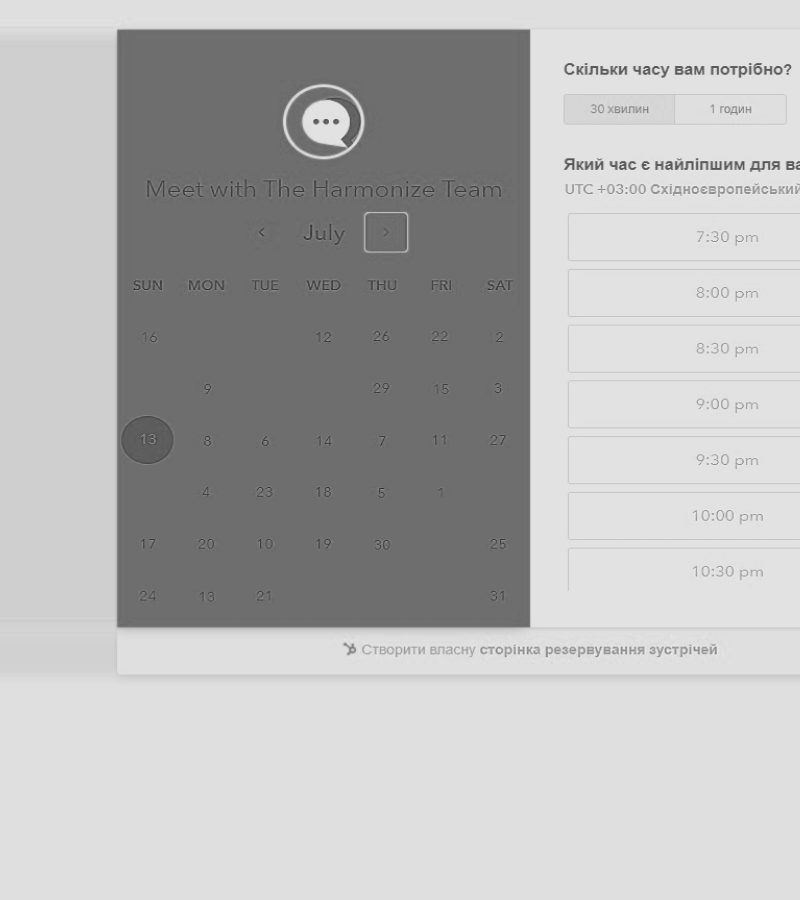 Meet with The Harmonize Team
July
SUN MON TUE WED THU FRI SAT
16 12 26 22 2
9 29 15 3
13 8 6 14 7 11 27
4 23 18 5 1
17 20 10 19 30 25
24 13 21 31
Скільки часу вам потрібно?
30 хвилин 1 годин
Який час є найліпшим для
UTC +03:00 Східноєвропейський
7:30 pm
8:00 pm
8:30 pm
9:00 pm
9:30 pm
10:00 pm
10:30 pm
Створити власну сторінка резервування зустрічей